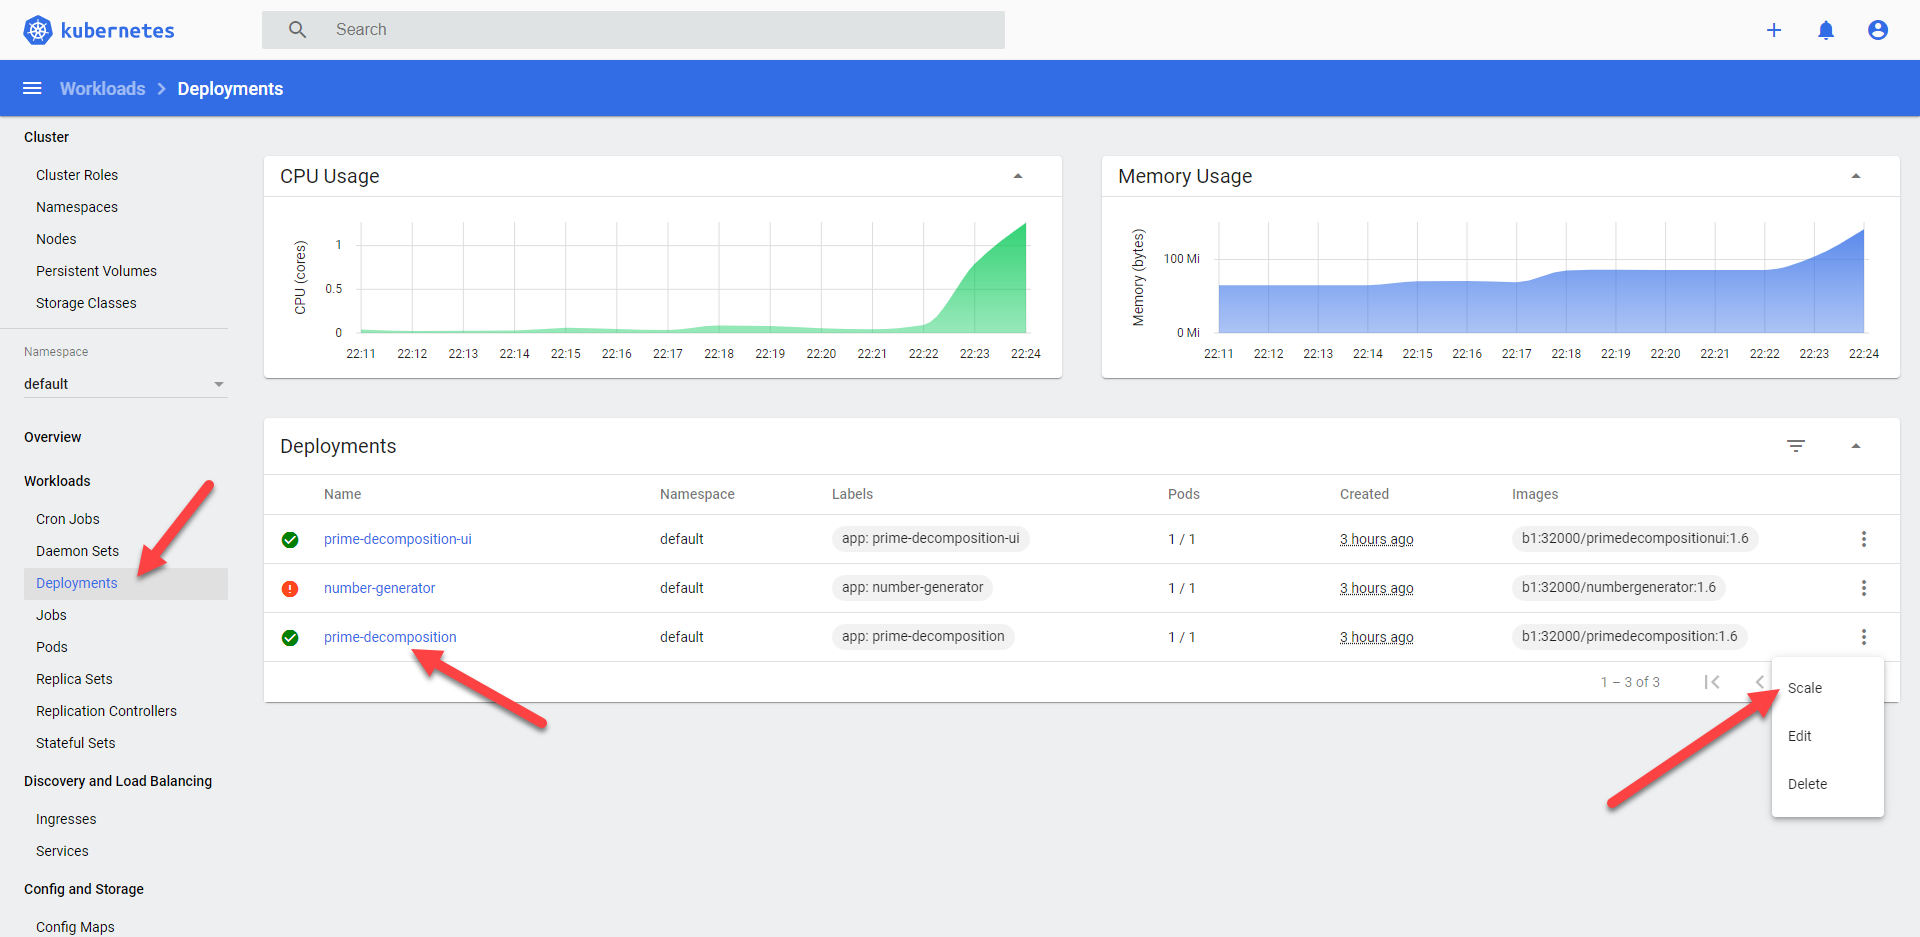 kubernetes
Search
Workloads > Deployments
Cluster
Cluster Roles
Namespaces
Nodes
Persistent Volumes
Storage Classes
Namespace
default
Overview
Workloads
Cron Jobs
Daemon Sets
Deployments
Jobs
Pods
Replica Sets
Replication Controllers
Stateful Sets
Discovery and Load Balancing
Ingresses
Services
Config and Storage
Config Maps
CPU Usage
CPU (cores)
1
0.5
0
22:11 22:12 22:13 22:14 22:15 22:16 22:17 22:18 22:19 22:20 22:21 22:22 22:23 22:24
Memory Usage
Memory (bytes)
100 Mi
0 Mi
22:11 22:12 22:13 22:14 22:15 22:16 22:17 22:18 22:19 22:20 22:21 22:22 22:23 22:24
Deployments
Name Namespace Labels Pods Created Images
prime-decomposition-ui default app: prime-decomposition-ui 1 / 1 3 hours ago b1:32000/primedecompositionui:1.6
number-generator default app: number-generator 1 / 1 3 hours ago b1:32000/numbergenerator:1.6
prime-decomposition default app: prime-decomposition 1 / 1 3 hours ago b1:32000/primedecomposition:1.6
1 – 3 of 3
Scale
Edit
Delete